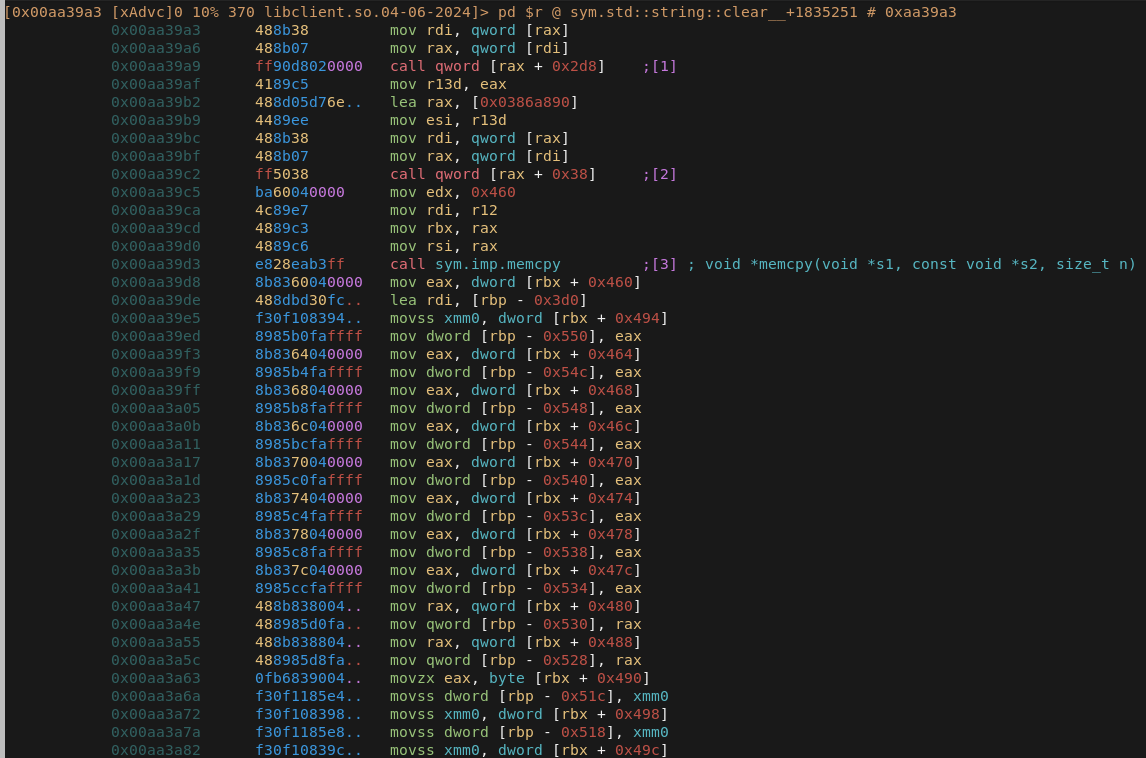 [0x00aa39a3 [xAdvc]0 10% 370 libclient.so.04-06-2024]> pd $r @ sym.std::string::clear__+1835251 # 0xaa39a3
0x00aa39a3 488b38 mov rdi, qword [rax]
0x00aa39a6 488b07 mov rax, qword [rdi]
0x00aa39a9 ff90d8020000 call qword [rax + 0x2d8] ;[1]
0x00aa39af 4189c5 mov r13d, eax
0x00aa39b2 488d05d76e.. lea rax, [0x0386a890]
0x00aa39b9 4489ee mov esi, r13d
0x00aa39bc 488b38 mov rdi, qword [rax]
0x00aa39bf 488b07 mov rax, qword [rdi]
0x00aa39c2 ff5038 call qword [rax + 0x38] ;[2]
0x00aa39c5 ba60040000 mov edx, 0x460
0x00aa39ca 4c89e7 mov rdi, r12
0x00aa39cd 4889c3 mov rbx, rax
0x00aa39d0 4889c6 mov rsi, rax
0x00aa39d3 e828eab3ff call sym.imp.memcpy ;[3] ; void *memcpy(void *s1, const void *s2, size_t n)
0x00aa39d8 8b8360040000 mov eax, dword [rbx + 0x460]
0x00aa39de 488dbd30fc.. lea rdi, [rbp - 0x3d0]
0x00aa39e5 f30f108394.. movss xmm0, dword [rbx + 0x494]
0x00aa39ed 8985b0faffff mov dword [rbp - 0x550], eax
0x00aa39f3 8b8364040000 mov eax, dword [rbx + 0x464]
0x00aa39f9 8985b4faffff mov dword [rbp - 0x54c], eax
0x00aa39ff 8b8368040000 mov eax, dword [rbx + 0x468]
0x00aa3a05 8985b8faffff mov dword [rbp - 0x548], eax
0x00aa3a0b 8b836c040000 mov eax, dword [rbx + 0x46c]
0x00aa3a11 8985bcfaffff mov dword [rbp - 0x544], eax
0x00aa3a17 8b8370040000 mov eax, dword [rbx + 0x470]
0x00aa3a1d 8985c0faffff mov dword [rbp - 0x540], eax
0x00aa3a23 8b8374040000 mov eax, dword [rbx + 0x474]
0x00aa3a29 8985c4faffff mov dword [rbp - 0x53c], eax
0x00aa3a2f 8b8378040000 mov eax, dword [rbx + 0x478]
0x00aa3a35 8985c8faffff mov dword [rbp - 0x538], eax
0x00aa3a3b 8b837c040000 mov eax, dword [rbx + 0x47c]
0x00aa3a41 8985ccfaffff mov dword [rbp - 0x534], eax
0x00aa3a47 488b838004.. mov rax, qword [rbx + 0x480]
0x00aa3a4e 488985d0fa.. mov qword [rbp - 0x530], rax
0x00aa3a55 488b838804.. mov rax, qword [rbx + 0x488]
0x00aa3a5c 488985d8fa.. mov qword [rbp - 0x528], rax
0x00aa3a63 0fb6839004.. movzx eax, byte [rbx + 0x490]
0x00aa3a6a f30f1185e4.. movss dword [rbp - 0x51c], xmm0
0x00aa3a72 f30f108398.. movss xmm0, dword [rbx + 0x498]
0x00aa3a7a f30f1185e8.. movss dword [rbp - 0x518], xmm0
0x00aa3a82 f30f10839c.. movss xmm0, dword [rbx + 0x49c]